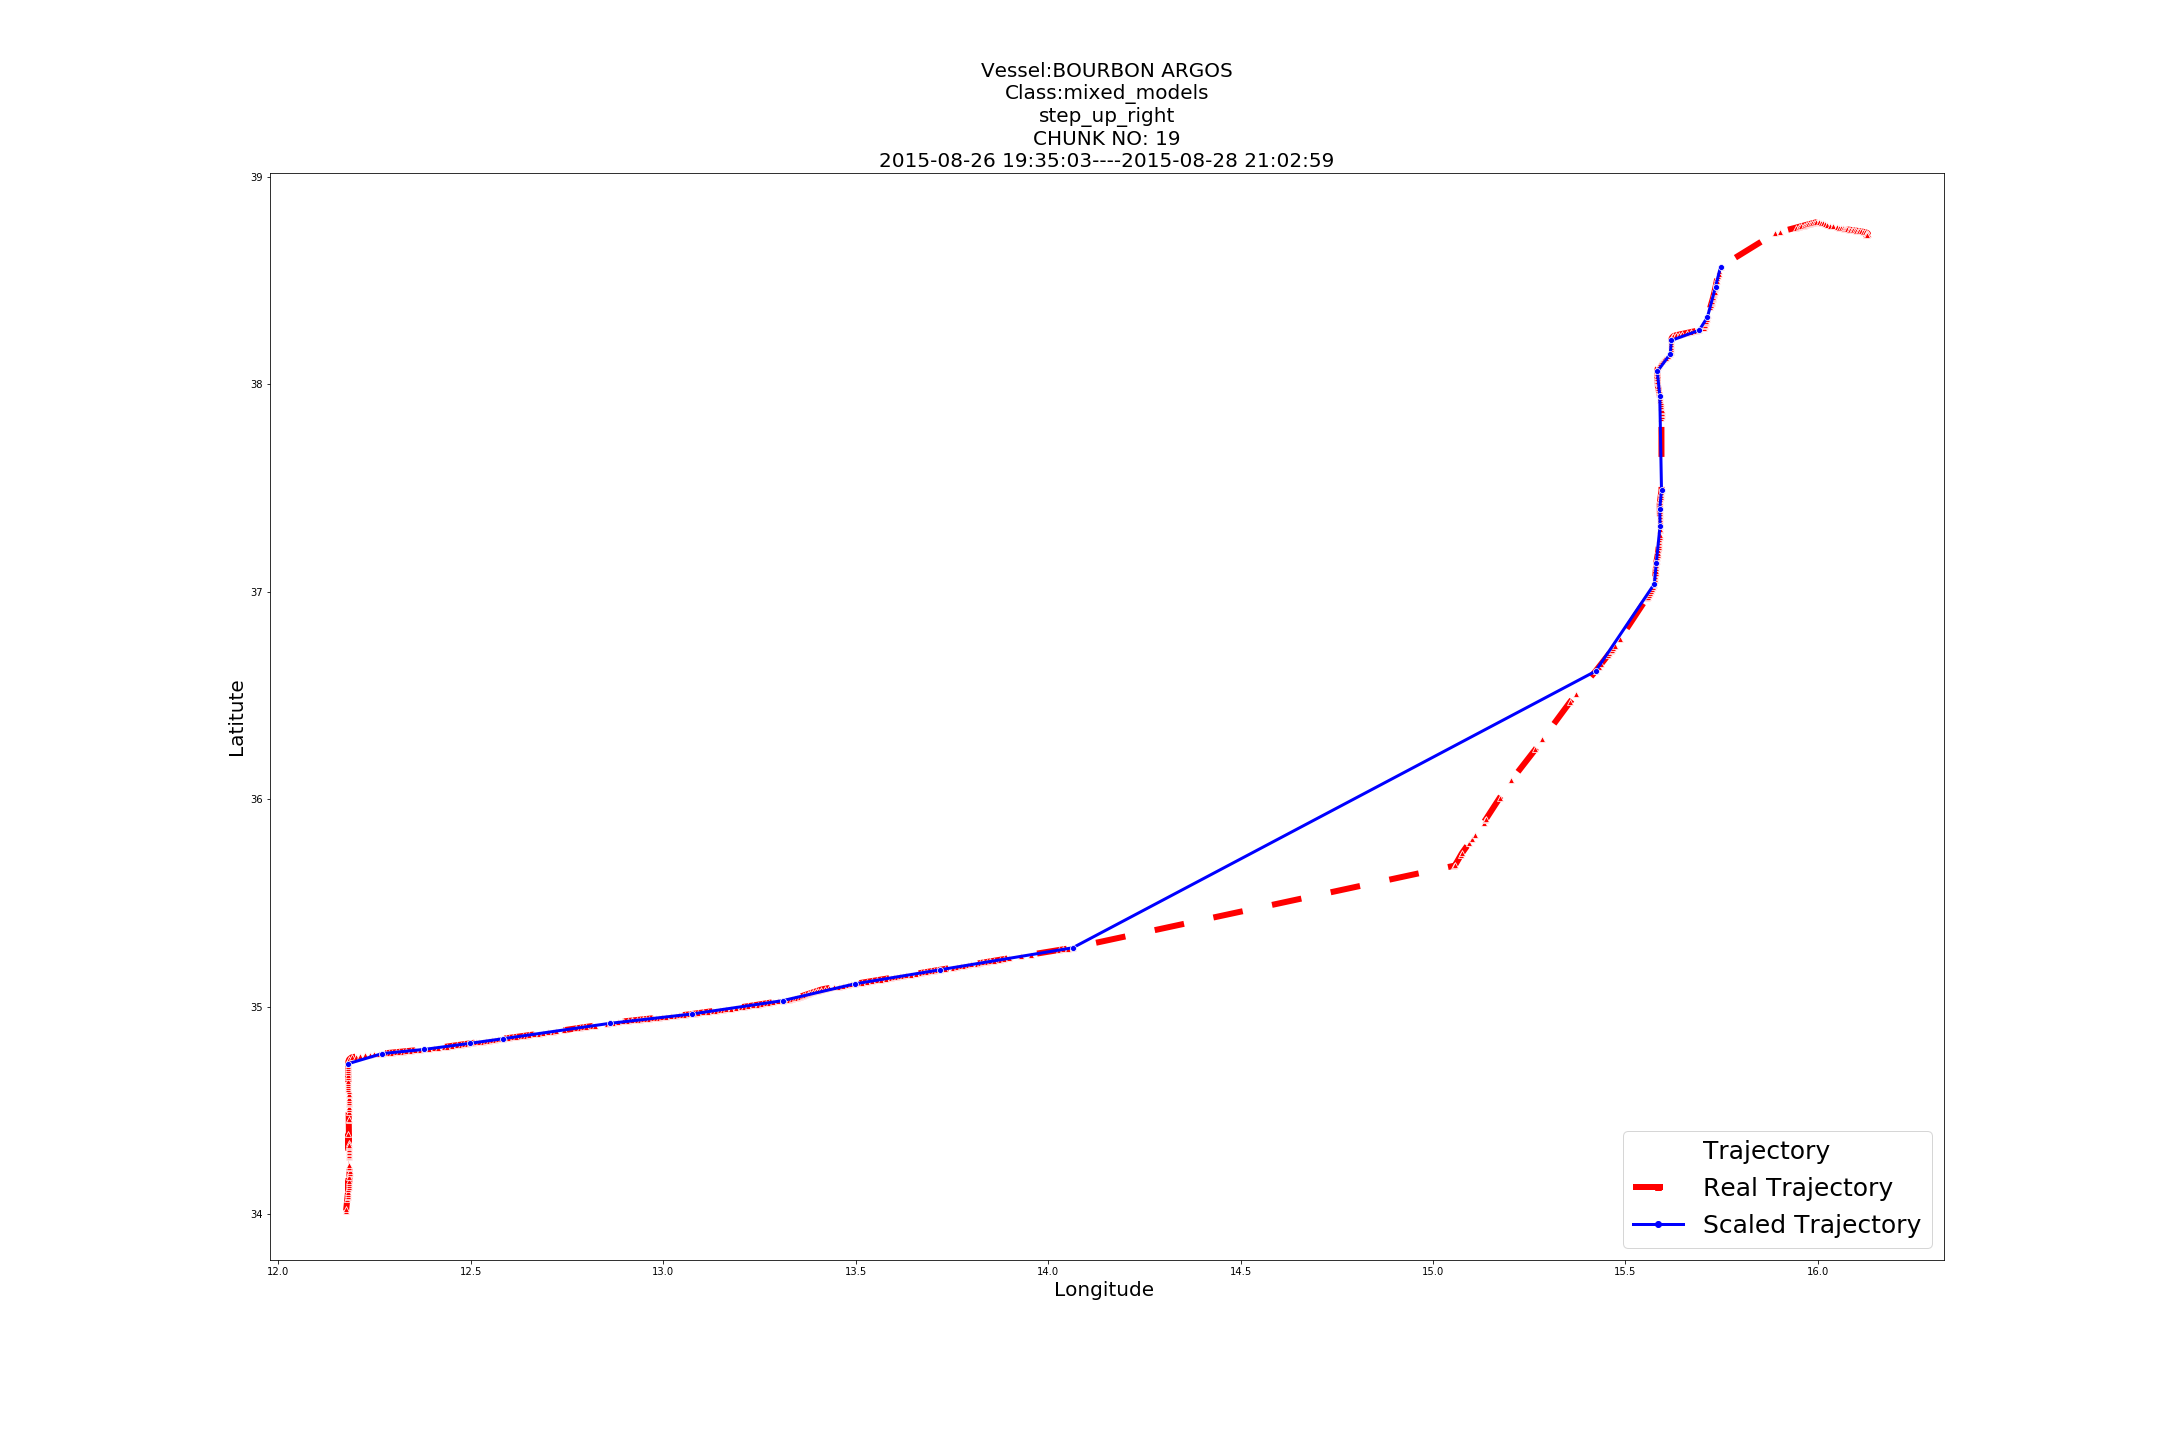 Vessel:BOURBON ARGOS
Class:mixed_models
step_up_right
CHUNK NO: 19
2015-08-26 19:35:03----2015-08-28 21:02:59
39
38
37
36
35
34
Latitute
12.0 12.5 13.0 13.5 14.0 14.5 15.0 15.5 16.0
Longitude
Trajectory
Real Trajectory
Scaled Trajectory